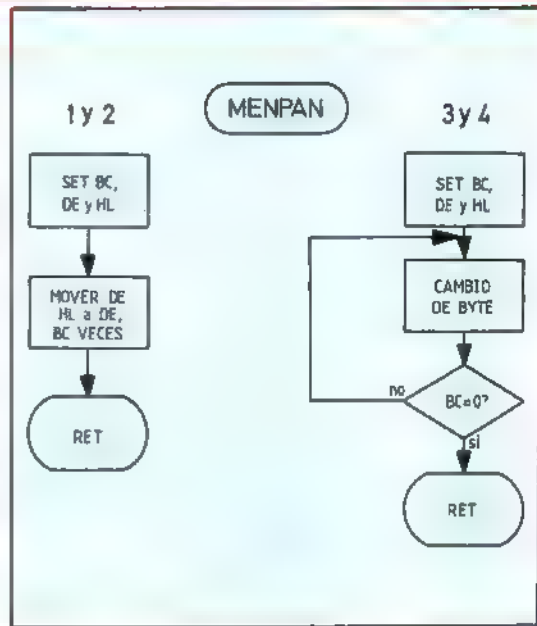 MENPAN
1 y 2
SET BC,
DE y HL
MOVER DE
HL a DE,
BC VECES
RET
3 y 4
SET BC,
DE y HL
CAMBIO
DE BYTE
BC=0?
no
si
RET